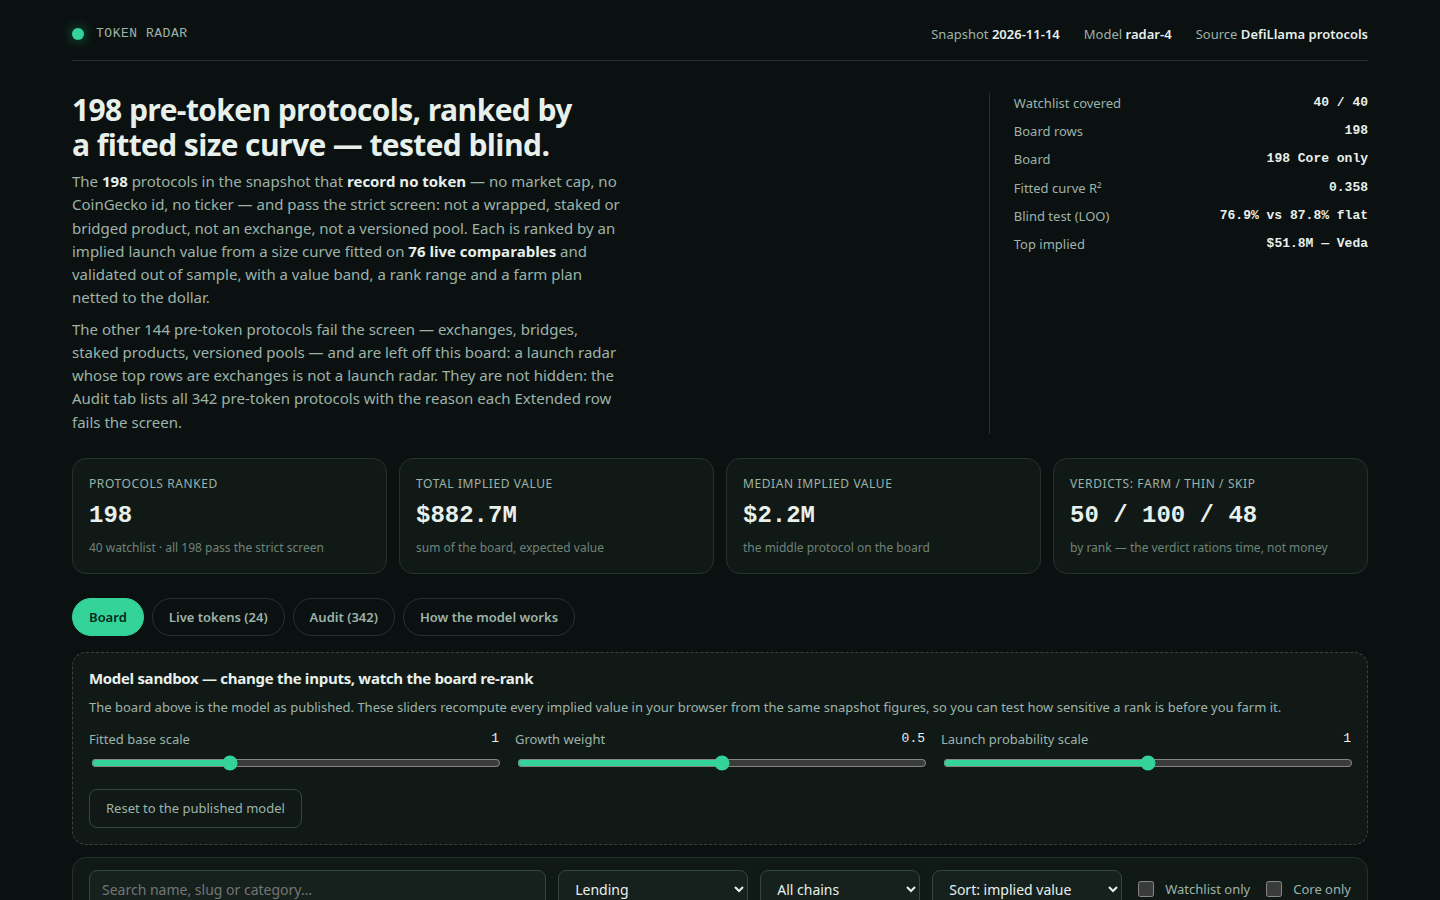 TOKEN RADAR
Snapshot 2026-11-14 Model radar-4 Source DefiLlama protocols
198 pre-token protocols, ranked by
a fitted size curve — tested blind.
The 198 protocols in the snapshot that record no token — no market cap, no
CoinGecko id, no ticker — and pass the strict screen: not a wrapped, staked or
bridged product, not an exchange, not a versioned pool. Each is ranked by an
implied launch value from a size curve fitted on 76 live comparables and
validated out of sample, with a value band, a rank range and a farm plan
netted to the dollar.
The other 144 pre-token protocols fail the screen — exchanges, bridges,
staked products, versioned pools — and are left off this board: a launch radar
whose top rows are exchanges is not a launch radar. They are not hidden: the
Audit tab lists all 342 pre-token protocols with the reason each Extended row
fails the screen.
Watchlist covered 40 / 40
Board rows 198
Board 198 Core only
Fitted curve R² 0.358
Blind test (LOO) 76.9% vs 87.8% flat
Top implied $51.8M — Veda
PROTOCOLS RANKED
198
40 watchlist · all 198 pass the strict screen
TOTAL IMPLIED VALUE
$882.7M
sum of the board, expected value
MEDIAN IMPLIED VALUE
$2.2M
the middle protocol on the board
VERDICTS: FARM / THIN / SKIP
50 / 100 / 48
by rank — the verdict rations time, not money
Board Live tokens (24) Audit (342) How the model works
Model sandbox — change the inputs, watch the board re-rank
The board above is the model as published. These sliders recompute every implied value in your browser from the same snapshot figures, so you can test how sensitive a rank is before you farm it.
Fitted base scale 1 Growth weight 0.5 Launch probability scale 1
Reset to the published model
Search name, slug or category... Lending All chains Sort: implied value Watchlist only Core only